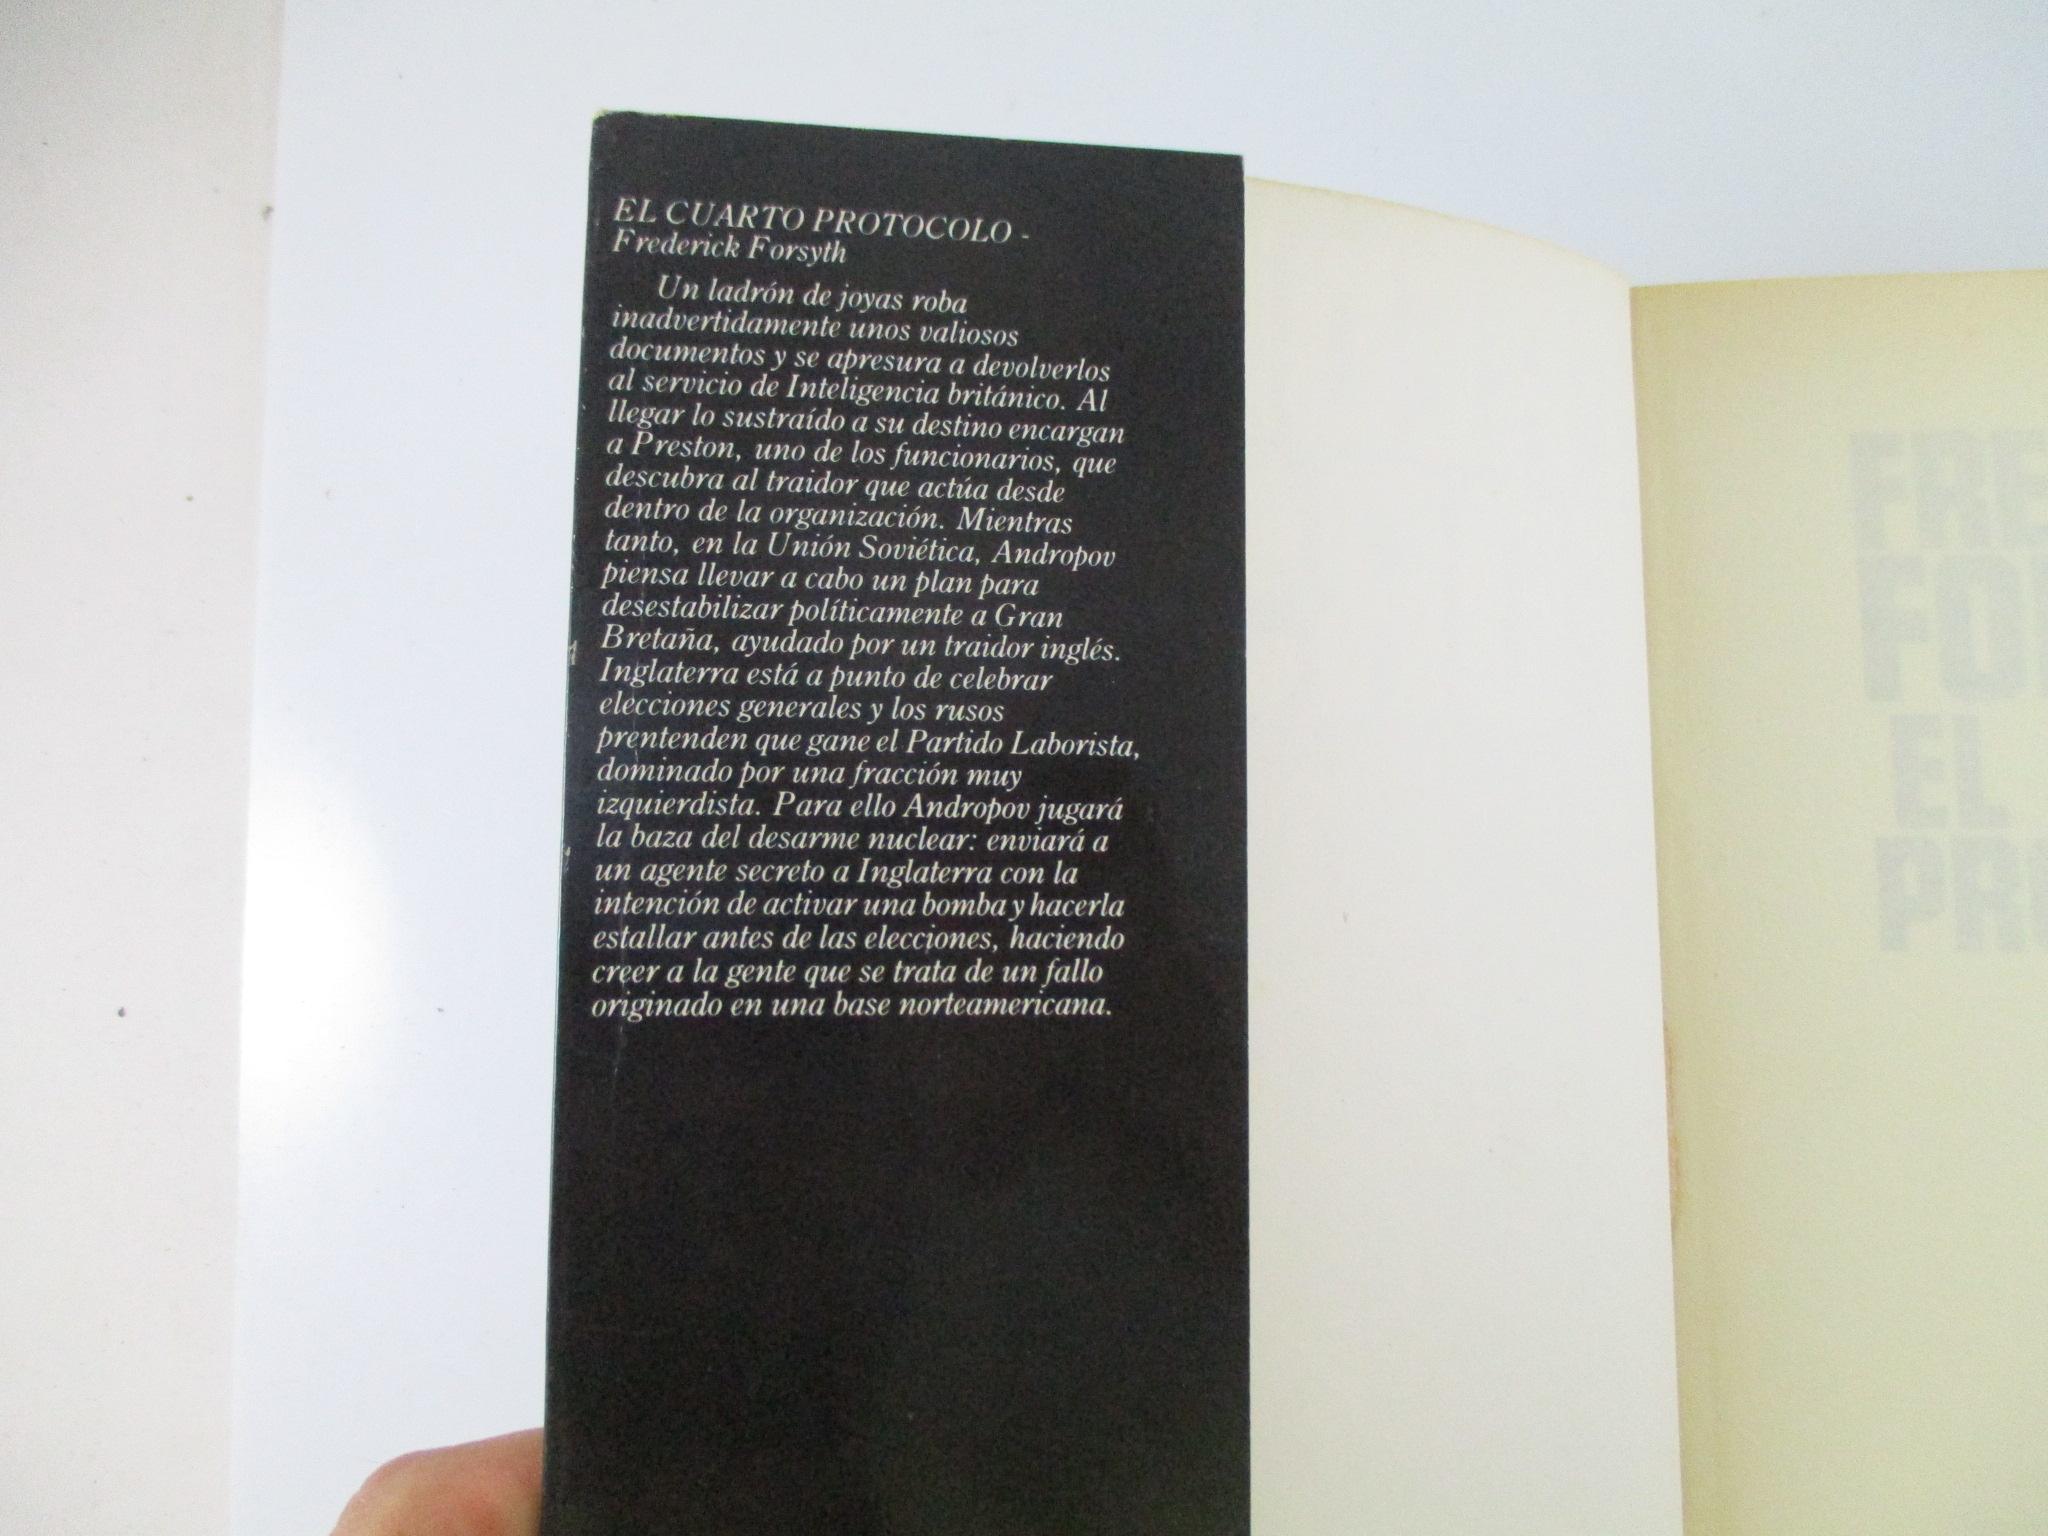 EL CUARTO PROTOCOLO -
Frederick Forsyth
Un ladrón de joyas roba
inadvertidamente unos valiosos
documentos y se apresura a devolverlos
al servicio de Inteligencia británico. Al
llegar lo sustraído a su destino encargan
a Preston, uno de los funcionarios, que
descubra al traidor que actúa desde
dentro de la organización. Mientras
tanto, en la Unión Soviética, Andropov
piensa llevar a cabo un plan para
desestabilizar políticamente a Gran
Bretaña, ayudado por un traidor inglés.
Inglaterra está a punto de celebrar
elecciones generales y los rusos
prentenden que gane el Partido Laborista,
dominado por una fracción muy
izquierdista. Para ello Andropov jugará
la baza del desarme nuclear: enviará a
un agente secreto a Inglaterra con la
intención de activar una bomba y hacerla
estallar antes de las elecciones, haciendo
creer a la gente que se trata de un fallo
originado en una base norteamericana.
EL